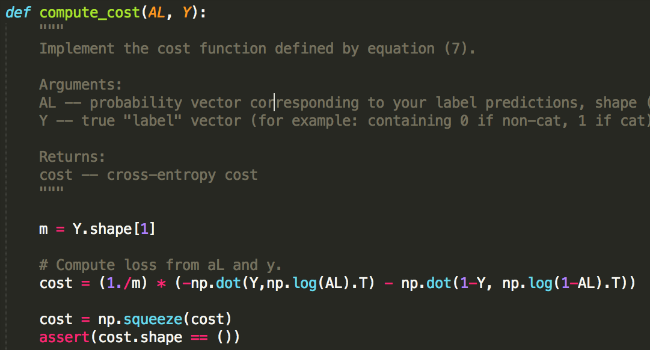 def compute_cost(AL, Y):
"""
Implement the cost function defined by equation (7).
Arguments:
AL -- probability vector corresponding to your label predictions, shape (
Y -- true "label" vector (for example: containing 0 if non-cat, 1 if cat)
Returns:
cost -- cross-entropy cost
"""
m = Y.shape[1]
# Compute loss from aL and y.
cost = (1./m) * (-np.dot(Y,np.log(AL).T) - np.dot(1-Y, np.log(1-AL).T))
cost = np.squeeze(cost)
assert(cost.shape == ())